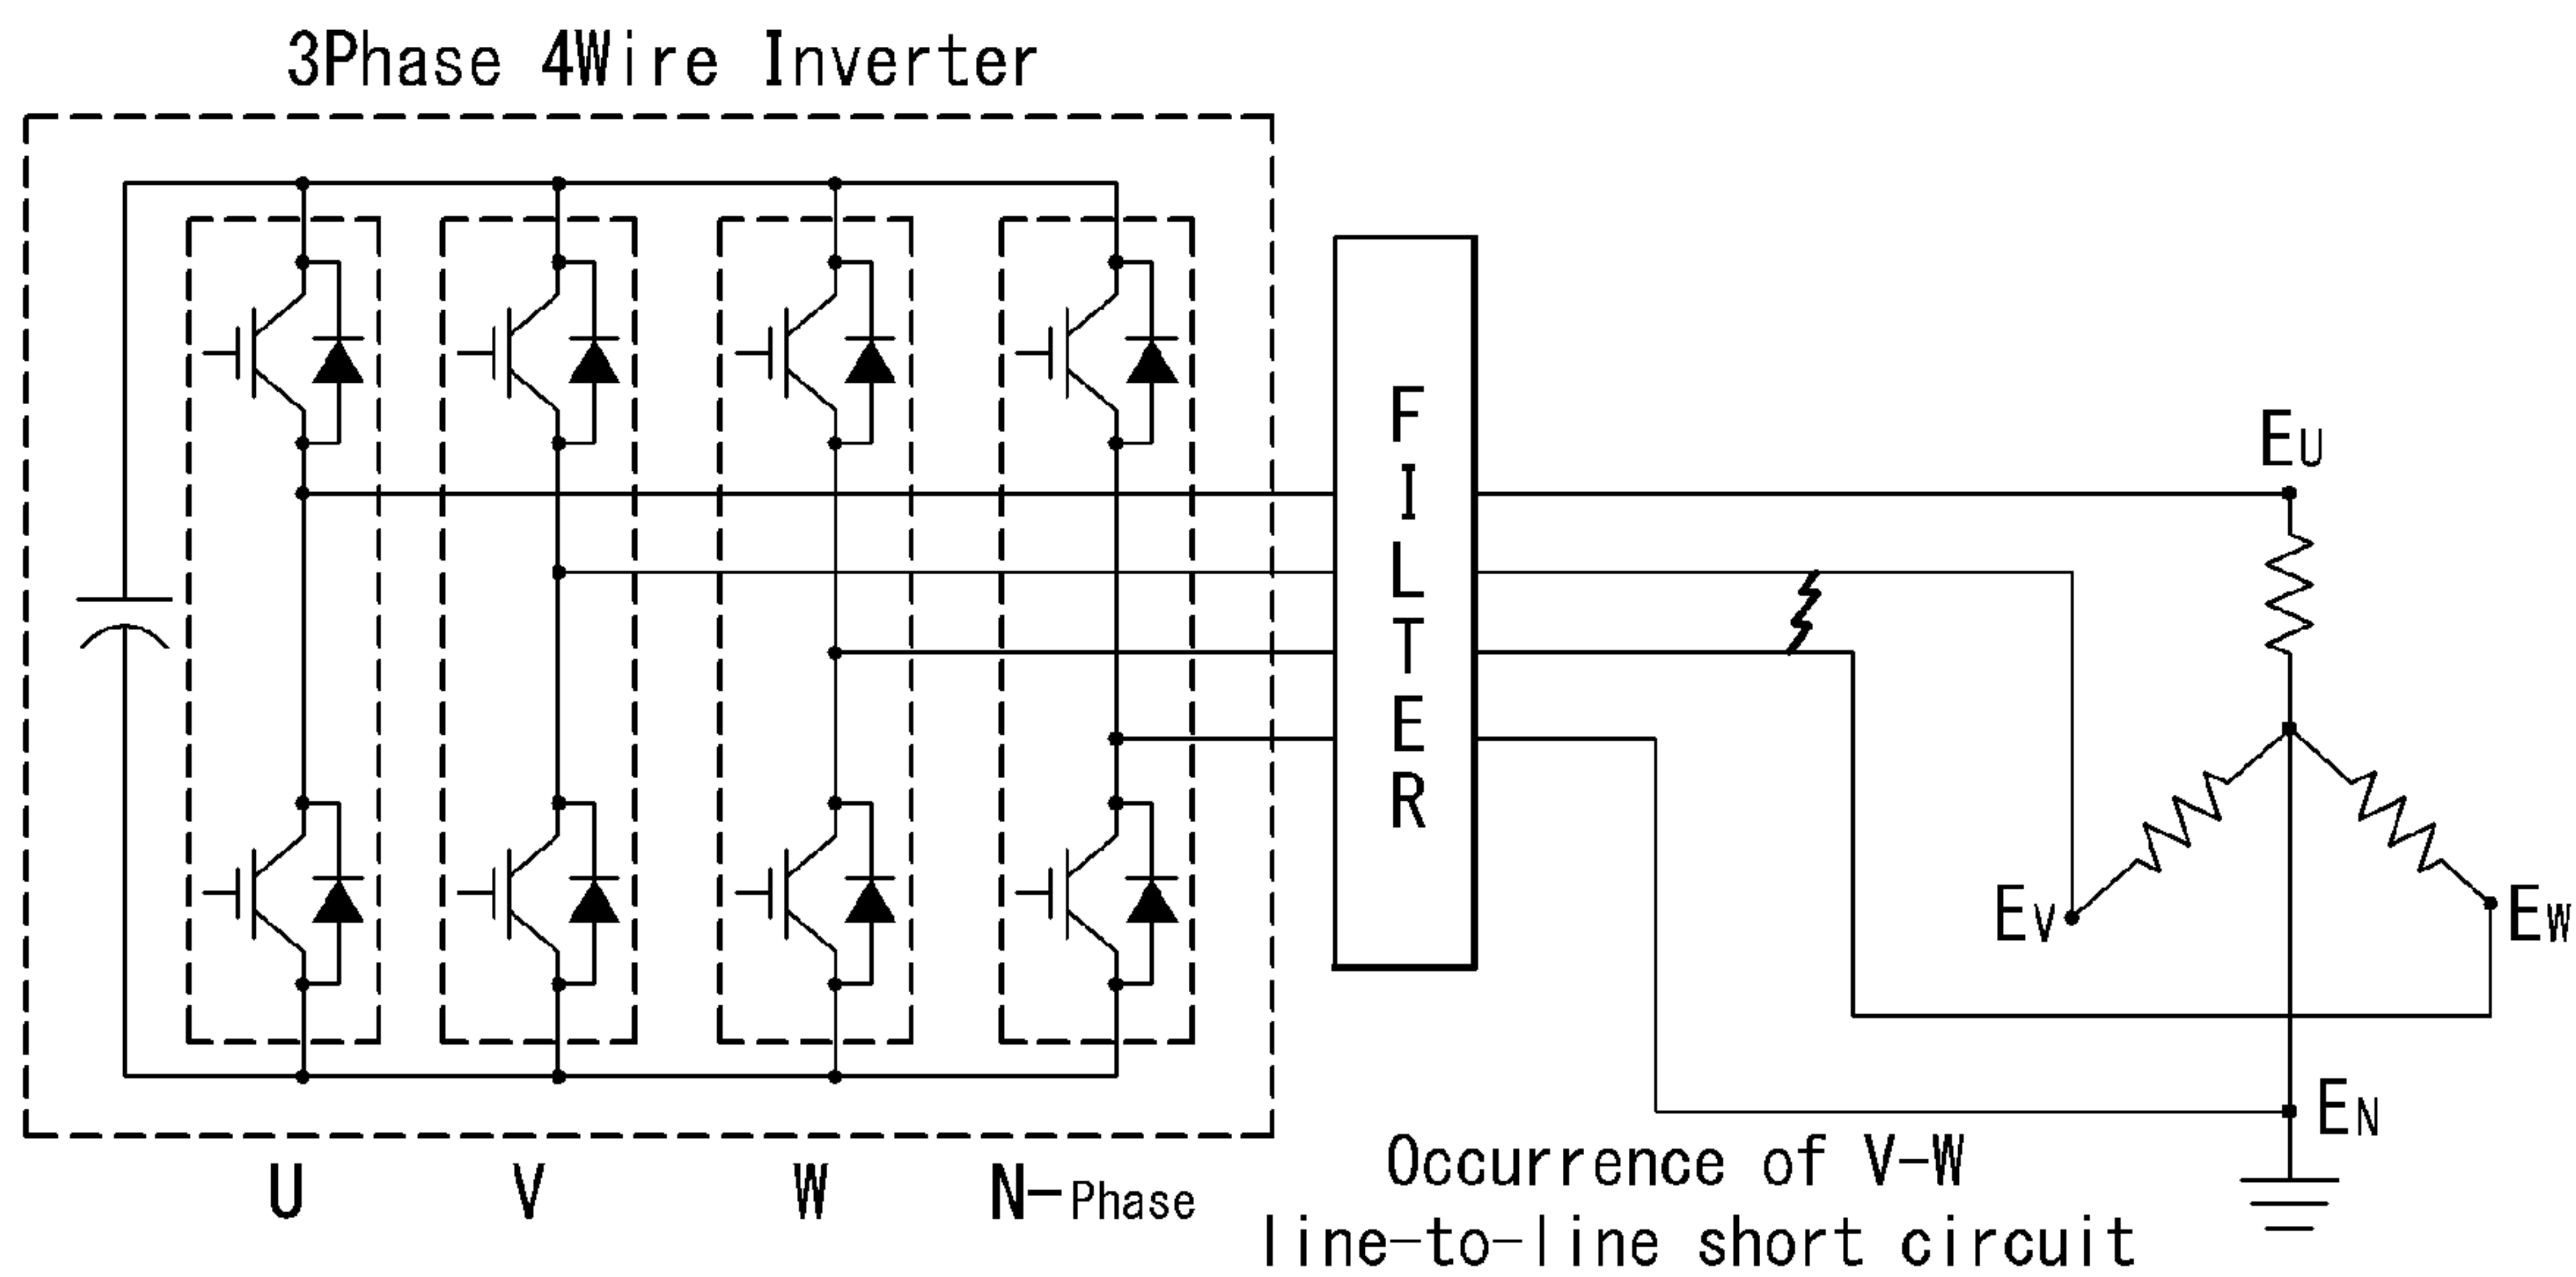 3Phase 4Wire Inverter
FILTER
EU
EV
EW
EN
U V W N-Phase
Occurrence of V-W
line-to-line short circuit